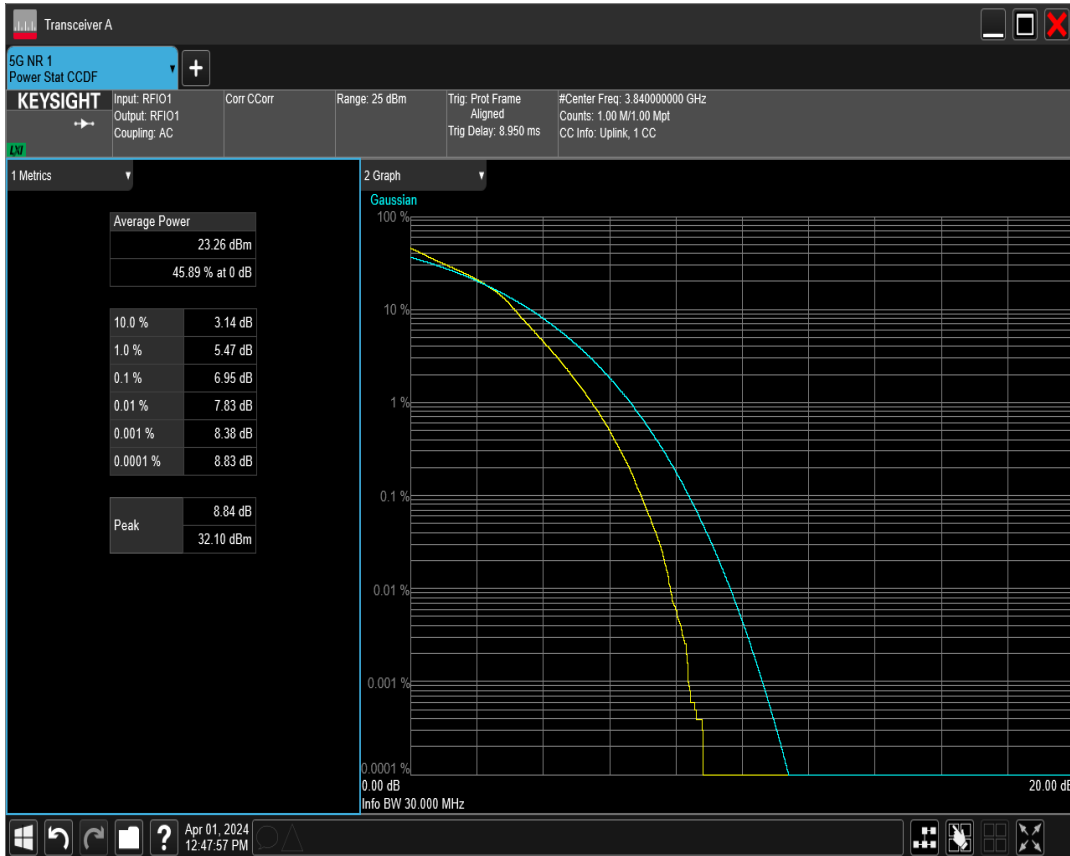 Transceiver A
5G NR 1
Power Stat CCDF
KEYSIGHT
LXI
Input: RFIO1
Output: RFIO1
Coupling: AC
Corr CCorr
Range: 25 dBm
Trig: Prot Frame
Aligned
Trig Delay: 8.950 ms
#Center Freq: 3.840000000 GHz
Counts: 1.00 M/1.00 Mpt
CC Info: Uplink, 1 CC
1 Metrics
Average Power
23.26 dBm
45.89 % at 0 dB
10.0 % 3.14 dB
1.0 % 5.47 dB
0.1 % 6.95 dB
0.01 % 7.83 dB
0.001 % 8.38 dB
0.0001 % 8.83 dB
Peak 8.84 dB
32.10 dBm
2 Graph
Gaussian
100 %
10 %
1 %
0.1 %
0.01 %
0.001 %
0.0001 %
0.00 dB 20.00 dB
Info BW 30.000 MHz
Apr 01, 2024
12:47:57 PM